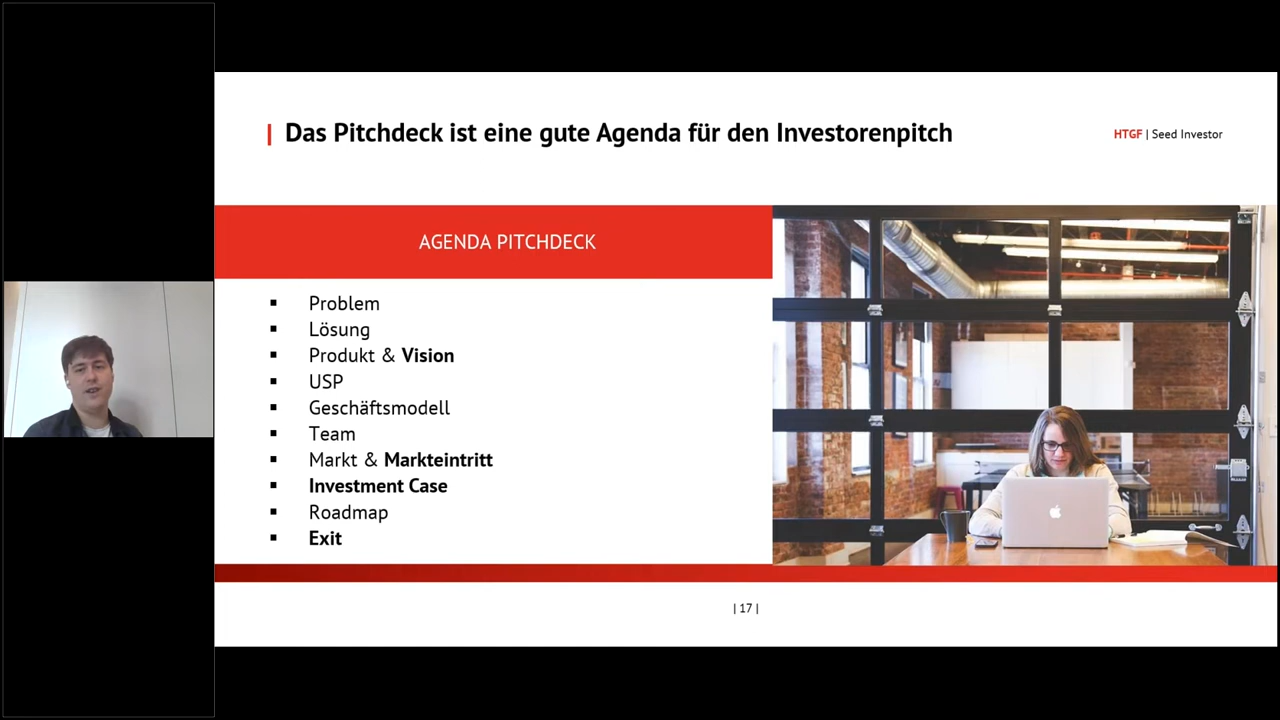 | Das Pitchdeck ist eine gute Agenda für den Investorenpitch
HTGF | Seed Investor
AGENDA PITCHDECK
▪ Problem
▪ Lösung
▪ Produkt & Vision
▪ USP
▪ Geschäftsmodell
▪ Team
▪ Markt & Markteintritt
▪ Investment Case
▪ Roadmap
▪ Exit
| 17 |